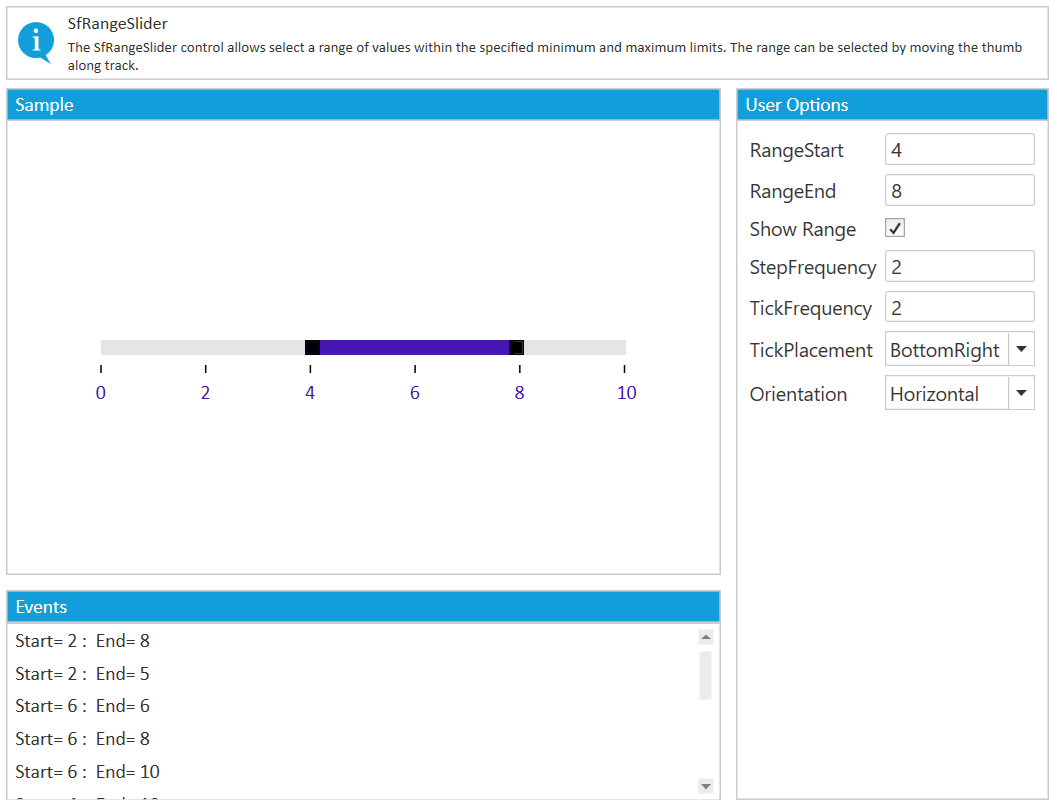 SfRangeSlider
The SfRangeSlider control allows select a range of values within the specified minimum and maximum limits. The range can be selected by moving the thumb
along track.
Sample
0 2 4 6 8 10
Events
Start= 2 : End= 8
Start= 2 : End= 5
Start= 6 : End= 6
Start= 6 : End= 8
Start= 6 : End= 10
User Options
RangeStart 4
RangeEnd 8
Show Range
StepFrequency 2
TickFrequency 2
TickPlacement BottomRight
Orientation Horizontal